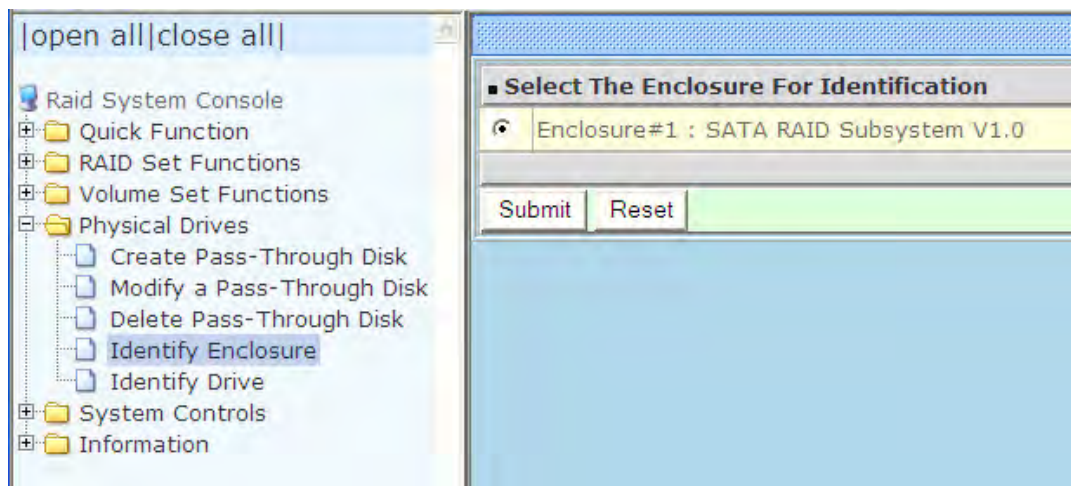 |open all|close all|
Raid System Console
Quick Function
RAID Set Functions
Volume Set Functions
Physical Drives
Create Pass-Through Disk
Modify a Pass-Through Disk
Delete Pass-Through Disk
Identify Enclosure
Identify Drive
System Controls
Information
Select The Enclosure For Identification
Enclosure#1 : SATA RAID Subsystem V1.0
Submit Reset